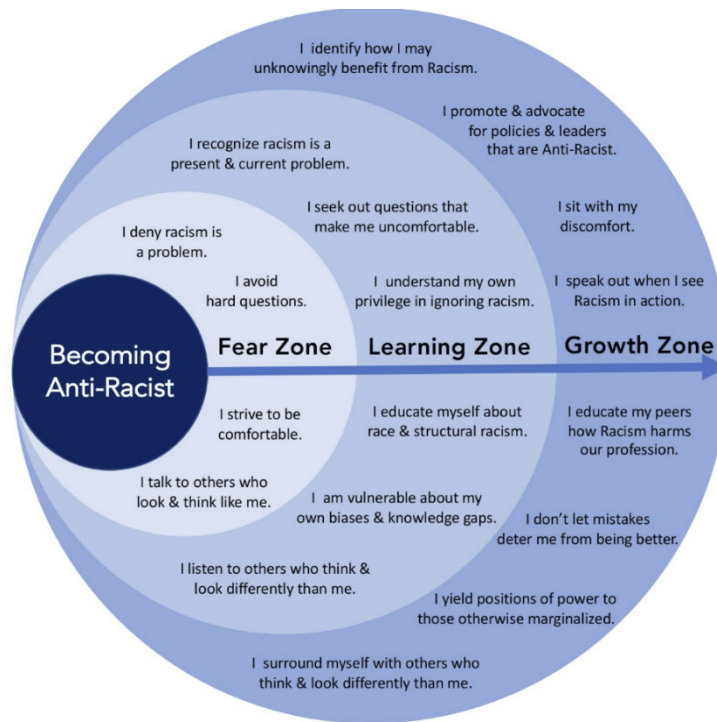 I identify how I may
unknowingly benefit from Racism.
I promote & advocate
for policies & leaders
that are Anti-Racist.
I recognize racism is a
present & current problem.
I seek out questions that
make me uncomfortable.
I sit with my
discomfort.
I deny racism is
a problem.
I avoid
hard questions.
I understand my own
privilege in ignoring racism.
I speak out when I see
Racism in action.
Becoming
Anti-Racist
Fear Zone
Learning Zone
Growth Zone
I strive to be
comfortable.
I educate myself about
race & structural racism.
I educate my peers
how Racism harms
our profession.
I talk to others who
look & think like me.
I am vulnerable about my
own biases & knowledge gaps.
I don't let mistakes
deter me from being better.
I listen to others who think &
look differently than me.
I yield positions of power to
those otherwise marginalized.
I surround myself with others who
think & look differently than me.